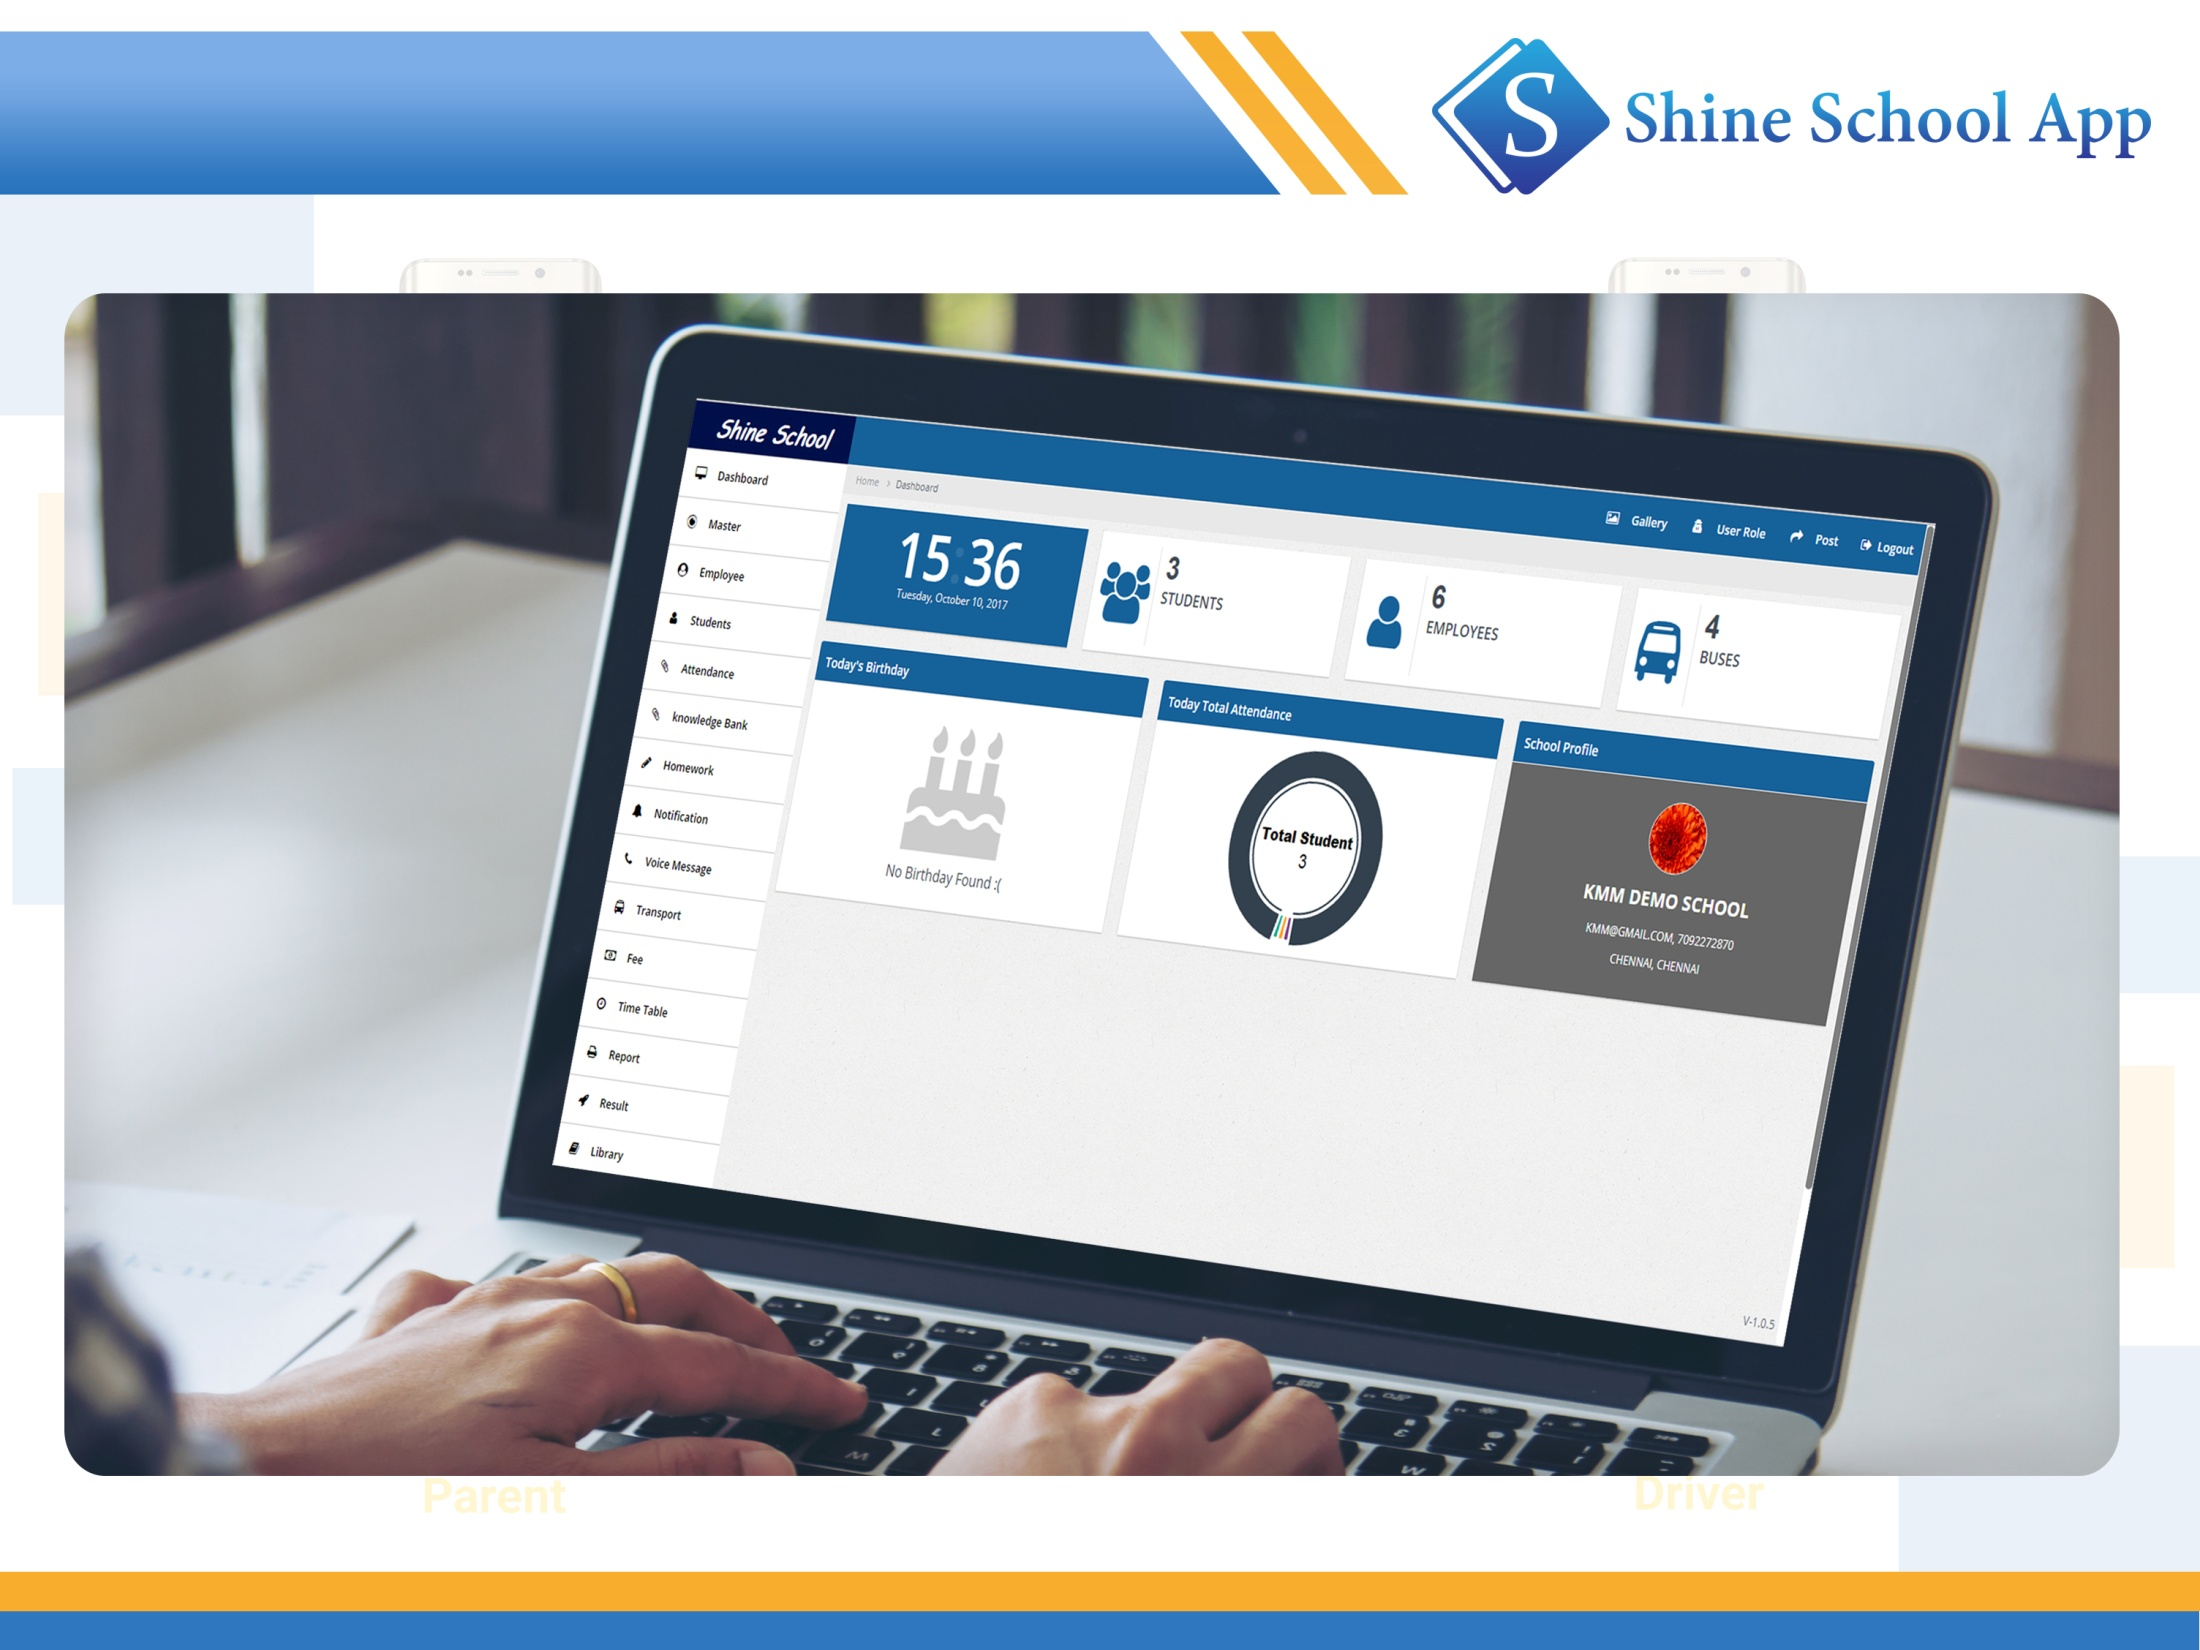 S
Shine School App
Shine School
Gallery
User Role
Post
Logout
Home > Dashboard
Dashboard
Master
Employee
Students
Attendance
knowledge Bank
Homework
Notification
Voice Message
Transport
Fee
Time Table
Report
Result
Library
15:36
Tuesday, October 10, 2017
3
STUDENTS
6
EMPLOYEES
4
BUSES
Today's Birthday
No Birthday Found :(
Today Total Attendance
Total Student
3
School Profile
KMM DEMO SCHOOL
KMM@GMAIL.COM, 7092272870
CHENNAI, CHENNAI
V-1.0.5
Parent
Driver